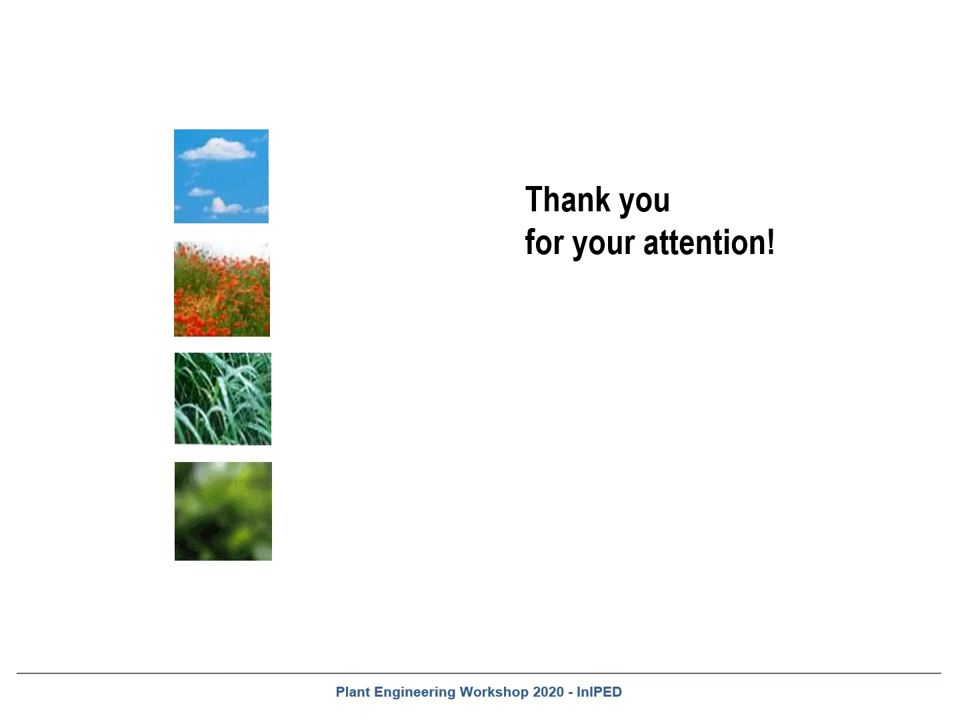 Thank you
for your attention!
Plant Engineering Workshop 2020 - InIPED